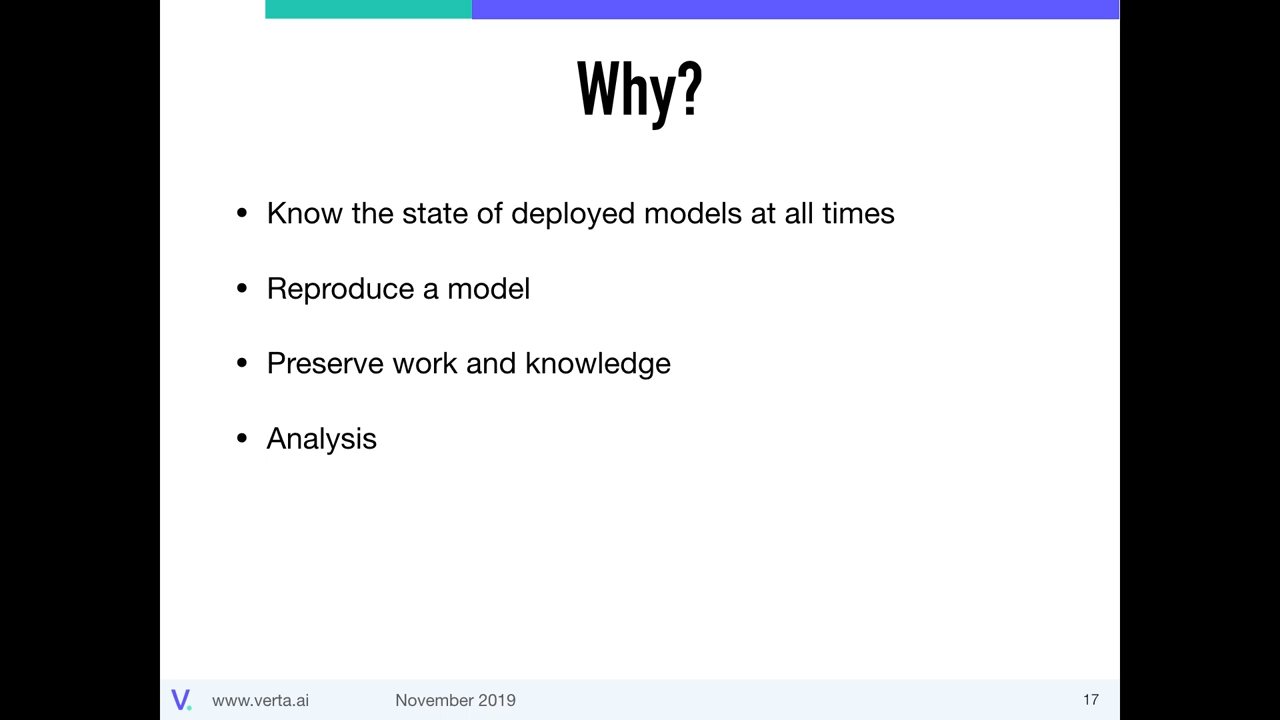 Why?
• Know the state of deployed models at all times
• Reproduce a model
• Preserve work and knowledge
• Analysis
V. www.verta.ai November 2019 17